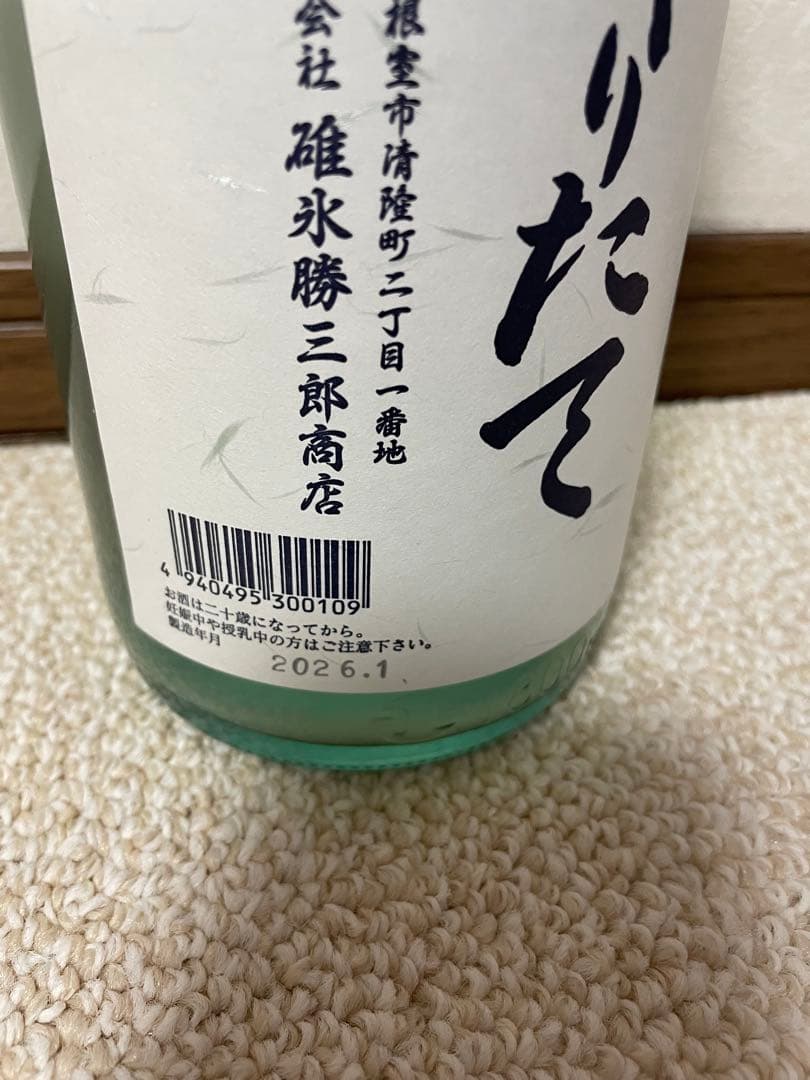 りたて
根室市清隆町二丁目一番地
会社 碓氷勝三郎商店
4 940495 300109
お酒は二十歳になってから。
妊娠中や授乳中の方はご注意下さい。
製造年月
2026.1